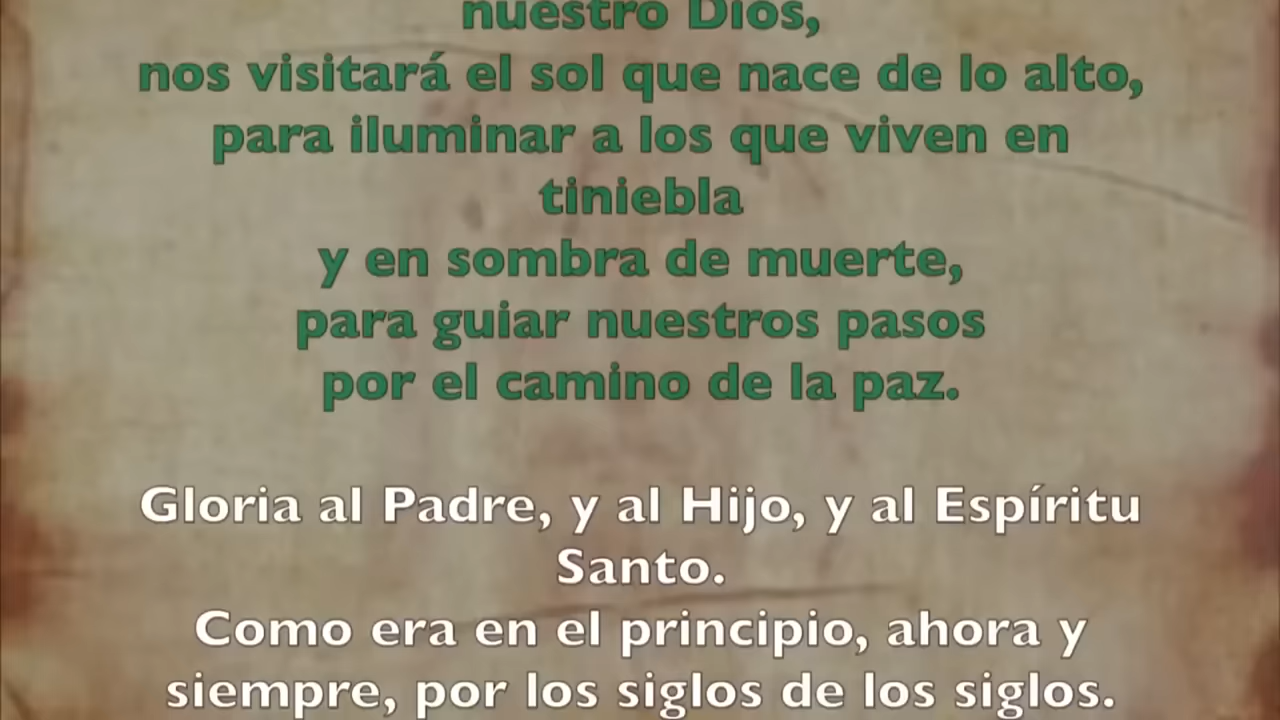 nuestro Dios,
nos visitará el sol que nace de lo alto,
para iluminar a los que viven en
tiniebla
y en sombra de muerte,
para guiar nuestros pasos
por el camino de la paz.
Gloria al Padre, y al Hijo, y al Espíritu
Santo.
Como era en el principio, ahora y
siempre, por los siglos de los siglos.